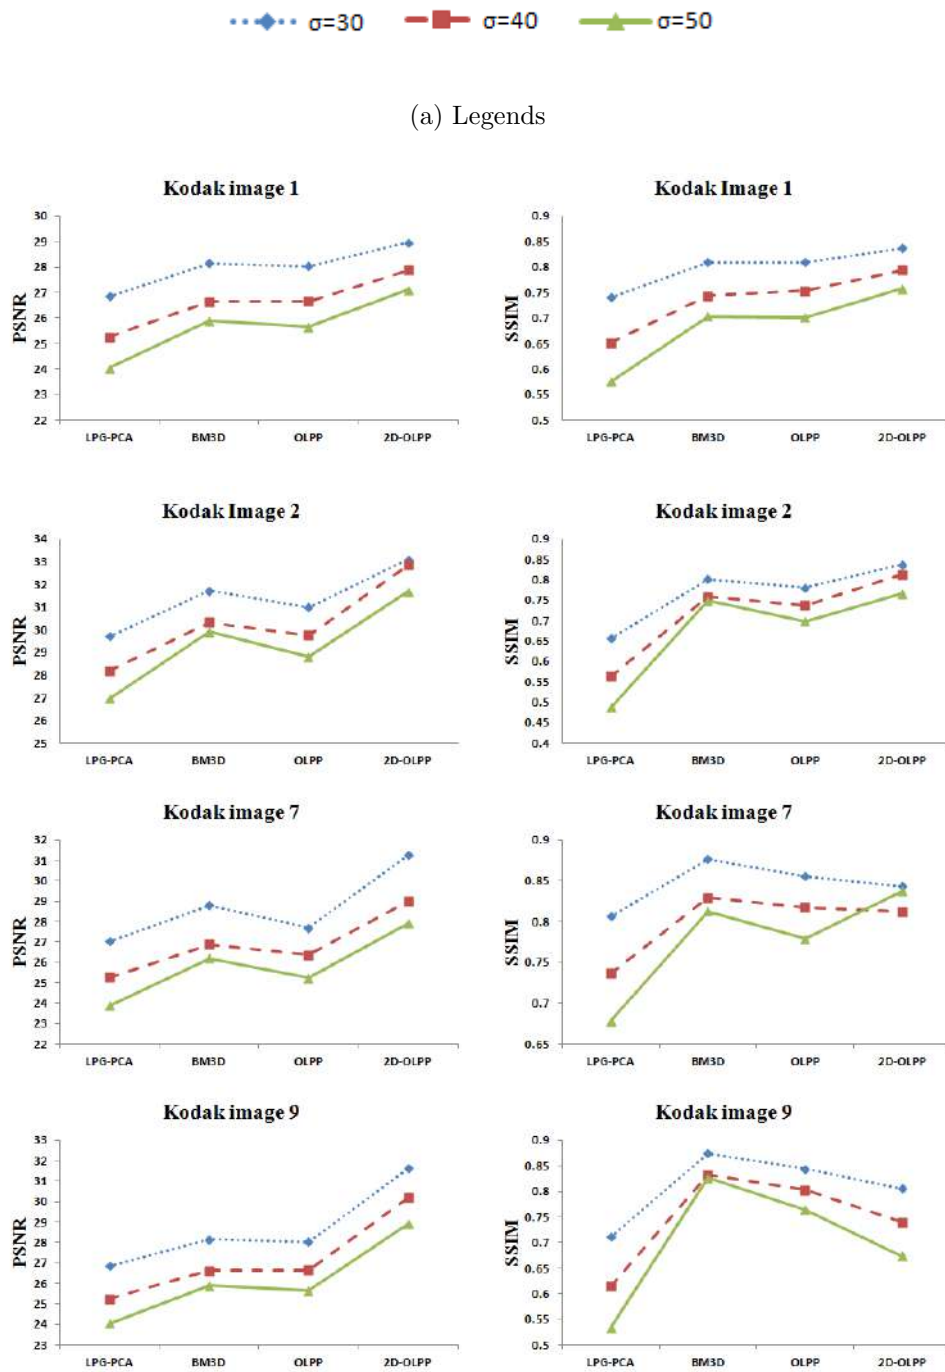 σ=30 σ=40 σ=50
(a) Legends
Kodak image 1
PSNR
30
29
28
27
26
25
24
23
22
LPG-PCA BM3D OLPP 2D-OLPP
Kodak Image 1
SSIM
0.9
0.85
0.8
0.75
0.7
0.65
0.6
0.55
0.5
LPG-PCA BM3D OLPP 2D-OLPP
Kodak Image 2
PSNR
34
33
32
31
30
29
28
27
26
25
LPG-PCA BM3D OLPP 2D-OLPP
Kodak image 2
SSIM
0.9
0.85
0.8
0.75
0.7
0.65
0.6
0.55
0.5
0.45
0.4
LPG-PCA BM3D OLPP 2D-OLPP
Kodak image 7
PSNR
32
31
30
29
28
27
26
25
24
23
22
LPG-PCA BM3D OLPP 2D-OLPP
Kodak image 7
SSIM
0.9
0.85
0.8
0.75
0.7
0.65
LPG-PCA BM3D OLPP 2D-OLPP
Kodak image 9
PSNR
33
32
31
30
29
28
27
26
25
24
23
LPG-PCA BM3D OLPP 2D-OLPP
Kodak image 9
SSIM
0.9
0.85
0.8
0.75
0.7
0.65
0.6
0.55
0.5
LPG-PCA BM3D OLPP 2D-OLPP